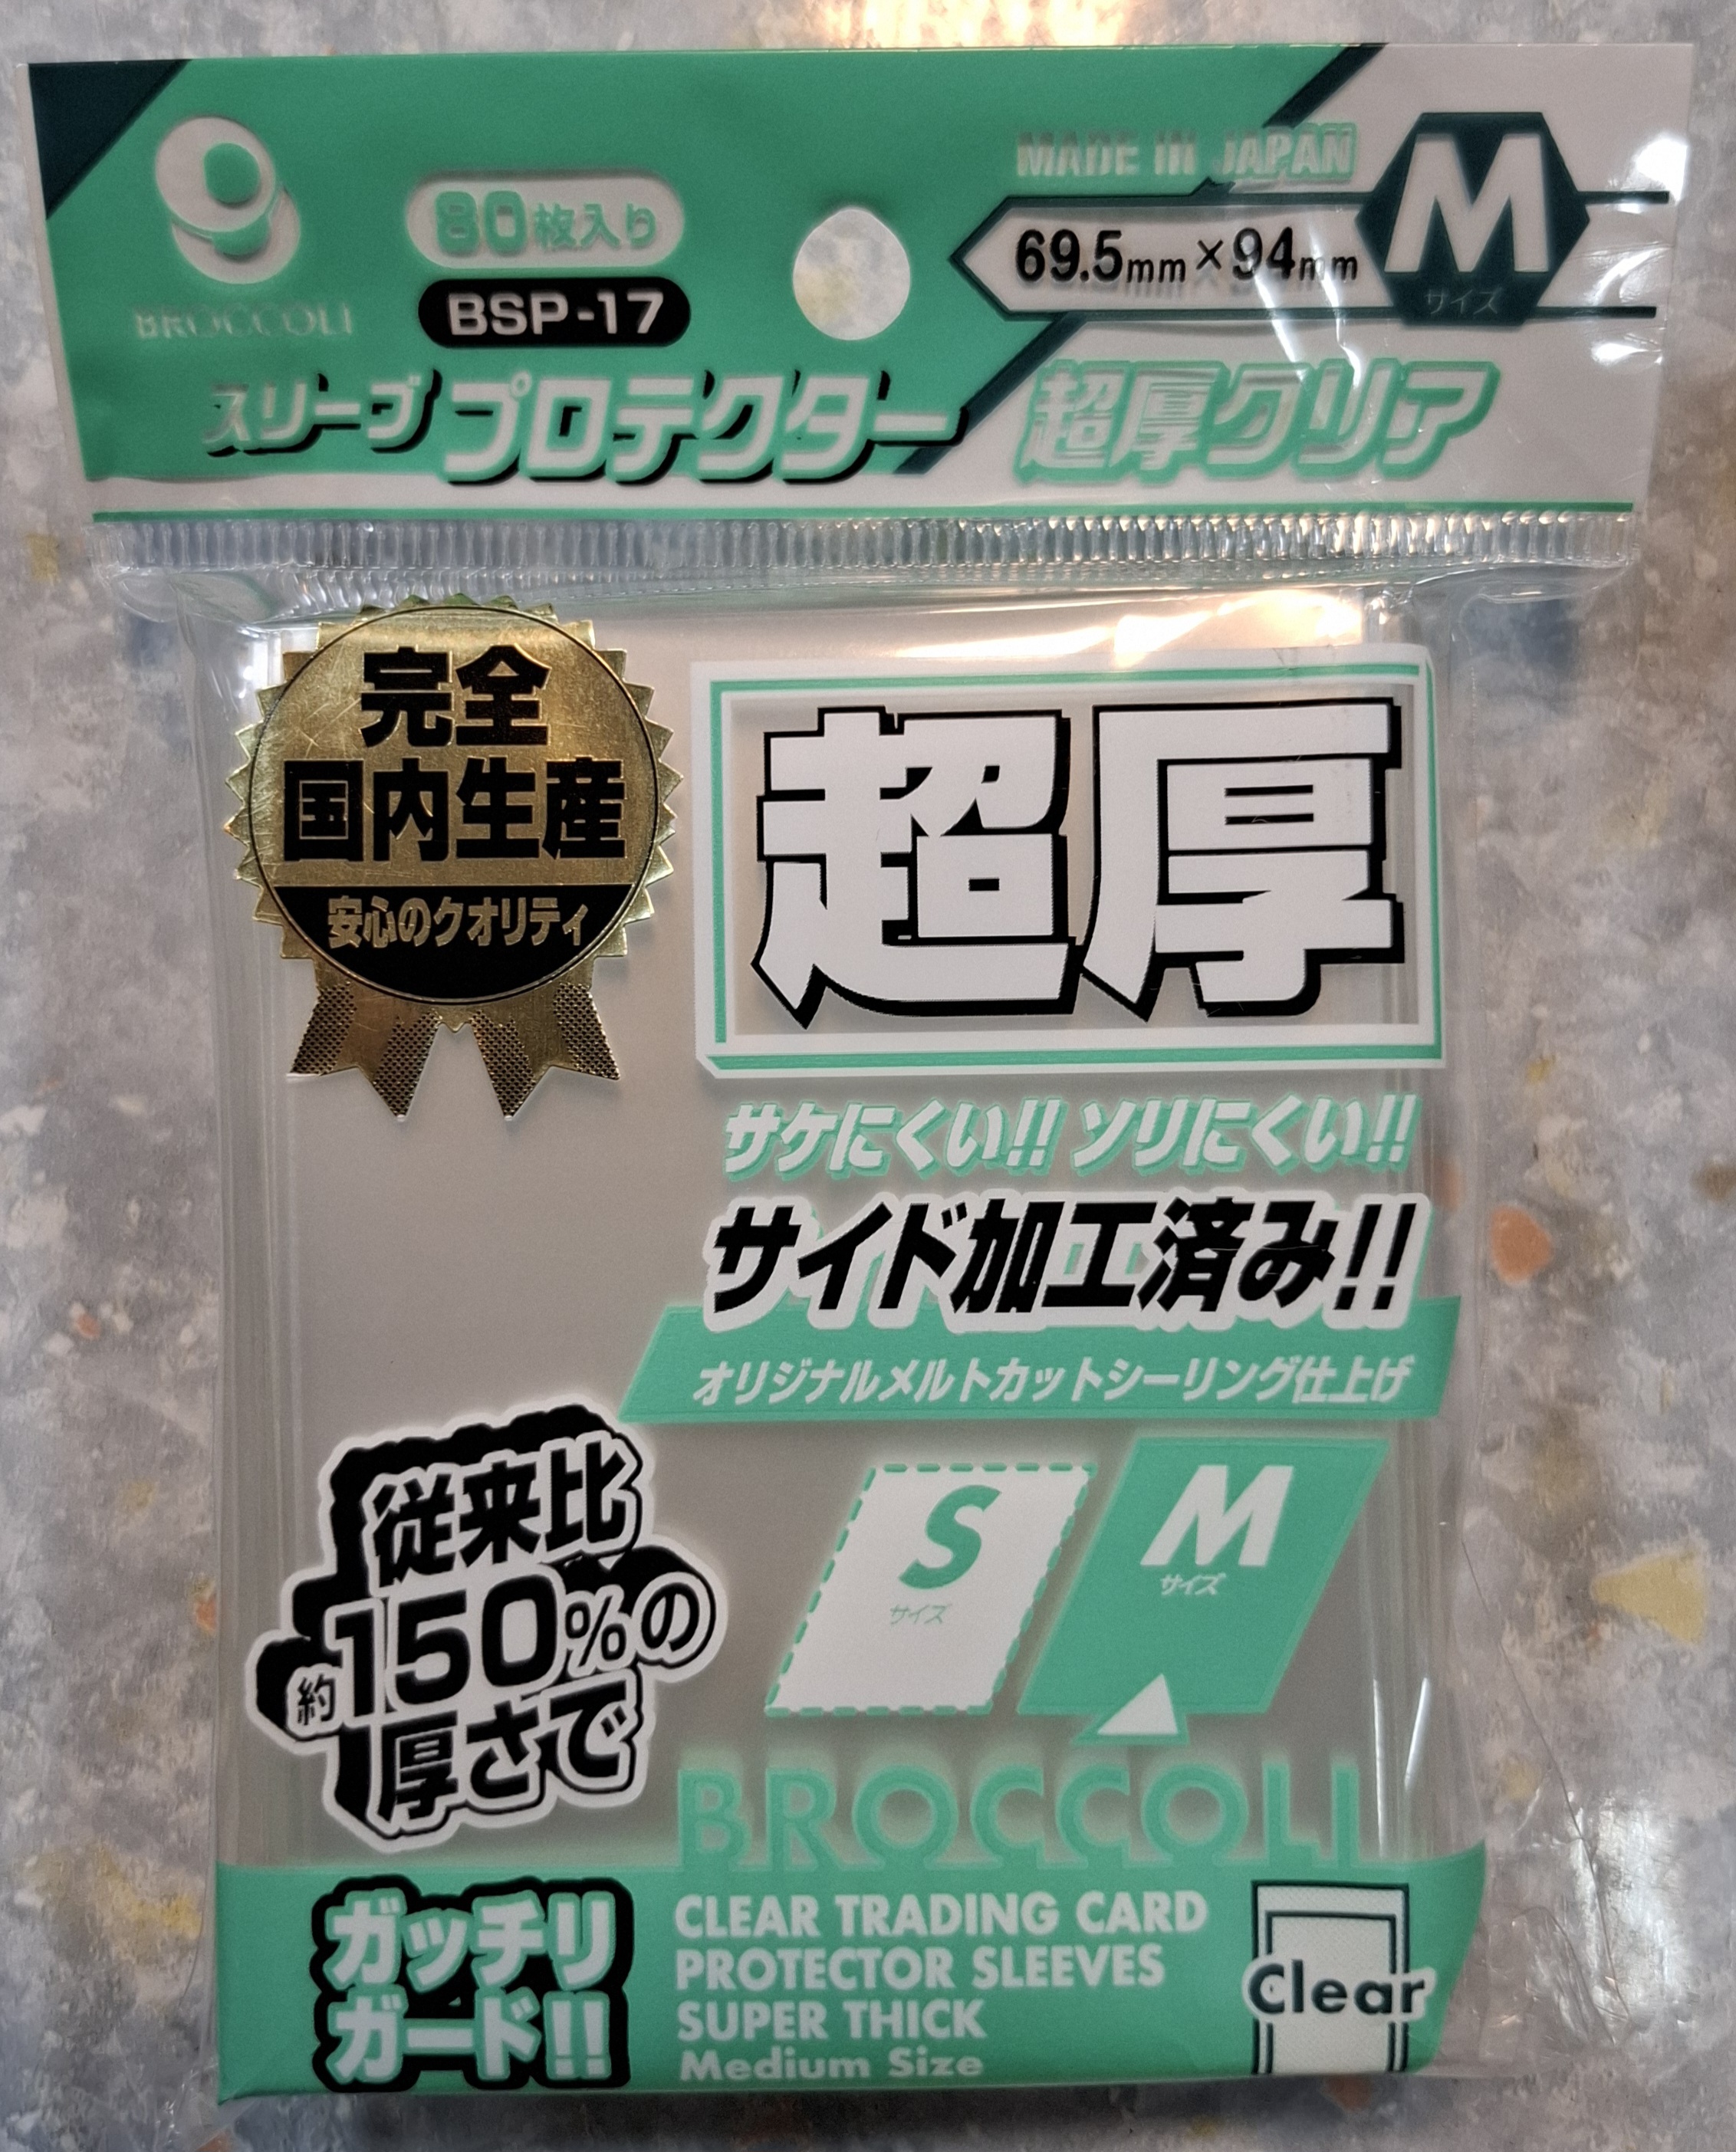 BROCCOLI
80枚入り
BSP-17
MADE IN JAPAN
69.5mm×94mm
M
サイズ
スリーブプロテクター 超厚クリア
完全
国内生産
安心のクオリティ
超厚
サケにくい!! ソリにくい!!
サイド加工済み!!
オリジナルメルトカットシーリング仕上げ
S
サイズ
M
サイズ
従来比
約150%の
厚さで
ガッチリ
ガード!!
BROCCOLI
CLEAR TRADING CARD
PROTECTOR SLEEVES
SUPER THICK
Medium Size
Clear